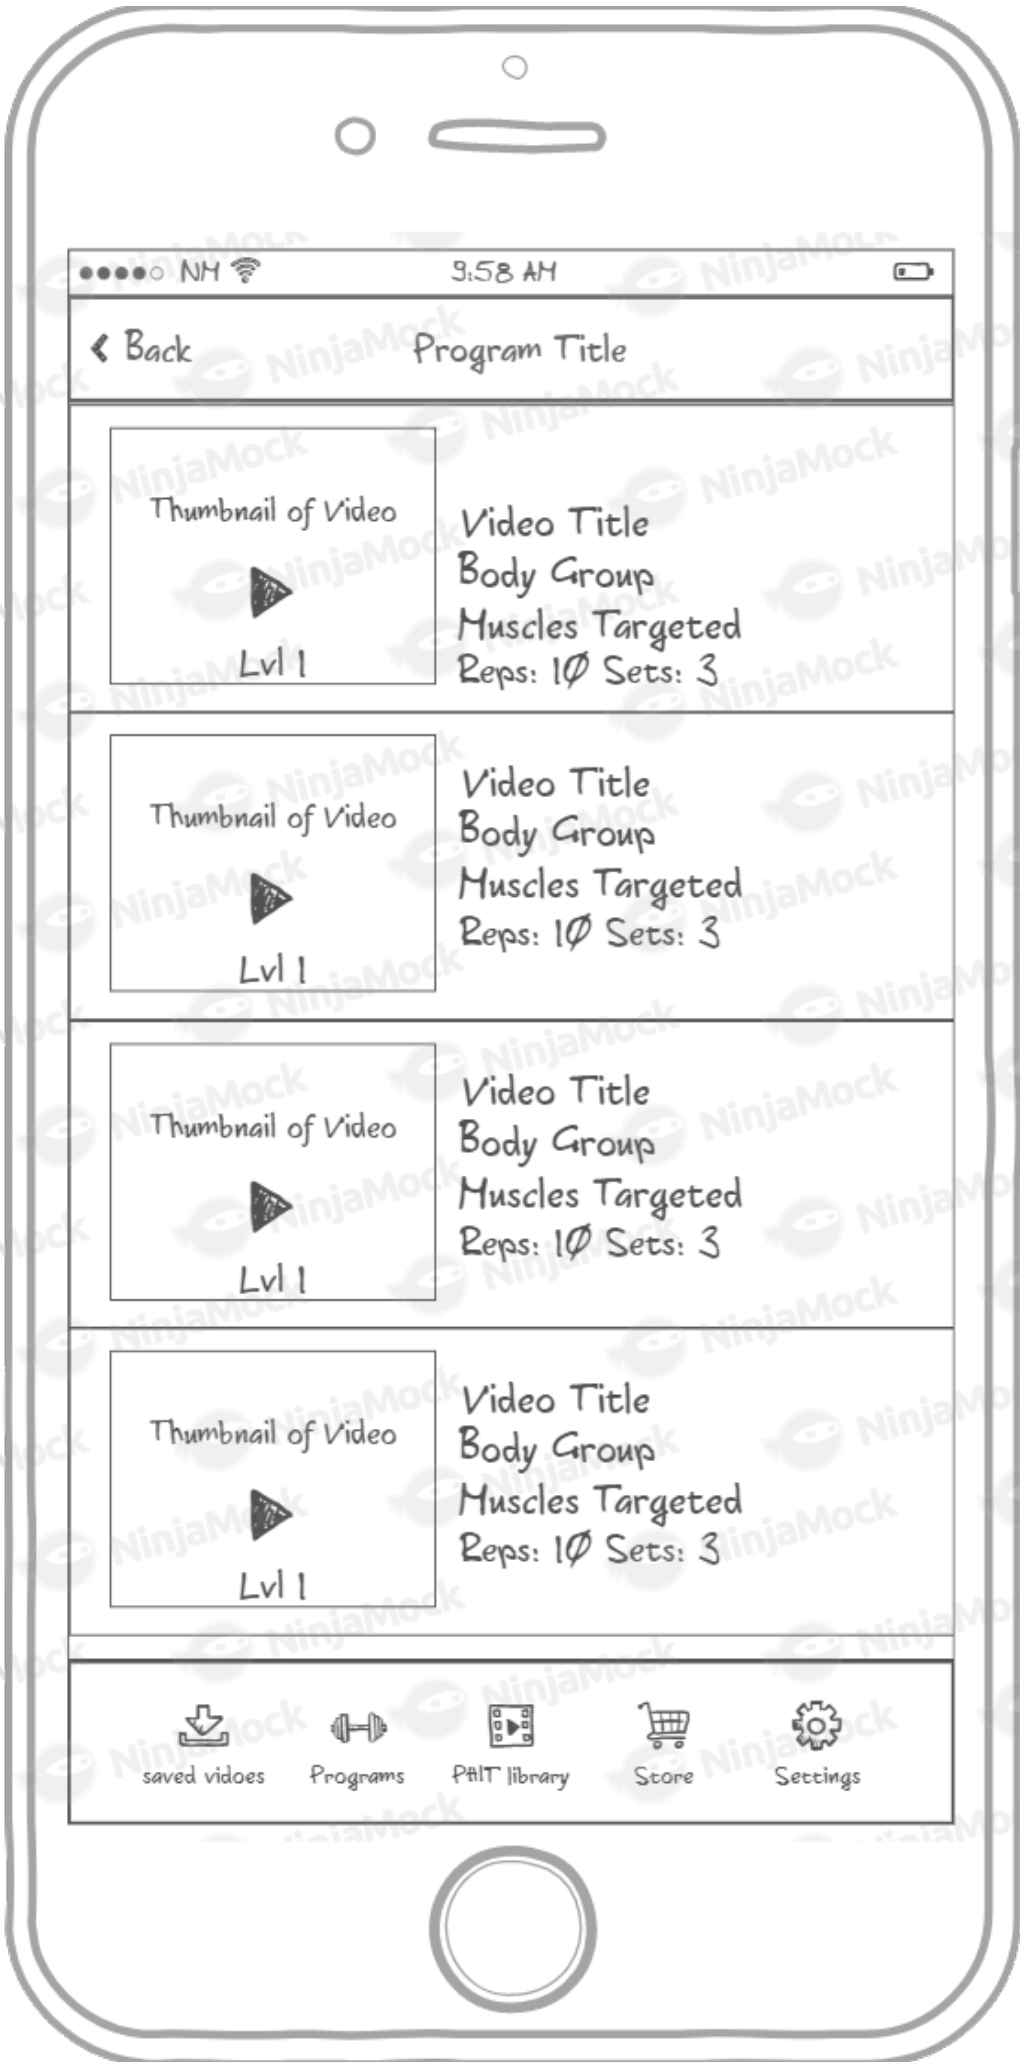 NM 9:58 AM
Back Program Title
Thumbnail of Video
Lvl 1
Video Title
Body Group
Muscles Targeted
Reps: 10 Sets: 3
Thumbnail of Video
Lvl 1
Video Title
Body Group
Muscles Targeted
Reps: 10 Sets: 3
Thumbnail of Video
Lvl 1
Video Title
Body Group
Muscles Targeted
Reps: 10 Sets: 3
Thumbnail of Video
Lvl 1
Video Title
Body Group
Muscles Targeted
Reps: 10 Sets: 3
saved vidoes Programs PHIT library Store Settings
NinjaMock